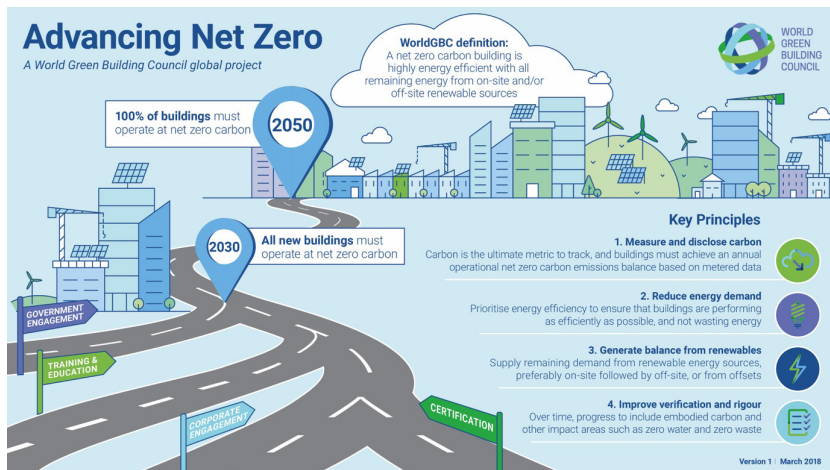 Advancing Net Zero
A World Green Building Council global project
WorldGBC definition:
A net zero carbon building is
highly energy efficient with all
remaining energy from on-site and/or
off-site renewable sources
WORLD
GREEN
BUILDING
COUNCIL
100% of buildings must
operate at net zero carbon
2050
2030
All new buildings must
operate at net zero carbon
GOVERNMENT
ENGAGEMENT
TRAINING &
EDUCATION
CORPORATE
ENGAGEMENT
CERTIFICATION
Key Principles
1. Measure and disclose carbon
Carbon is the ultimate metric to track, and buildings must achieve an annual
operational net zero carbon emissions balance based on metered data
2. Reduce energy demand
Prioritise energy efficiency to ensure that buildings are performing
as efficiently as possible, and not wasting energy
3. Generate balance from renewables
Supply remaining demand from renewable energy sources,
preferably on-site followed by off-site, or from offsets
4. Improve verification and rigour
Over time, progress to include embodied carbon and
other impact areas such as zero water and zero waste
Version 1 | March 2018